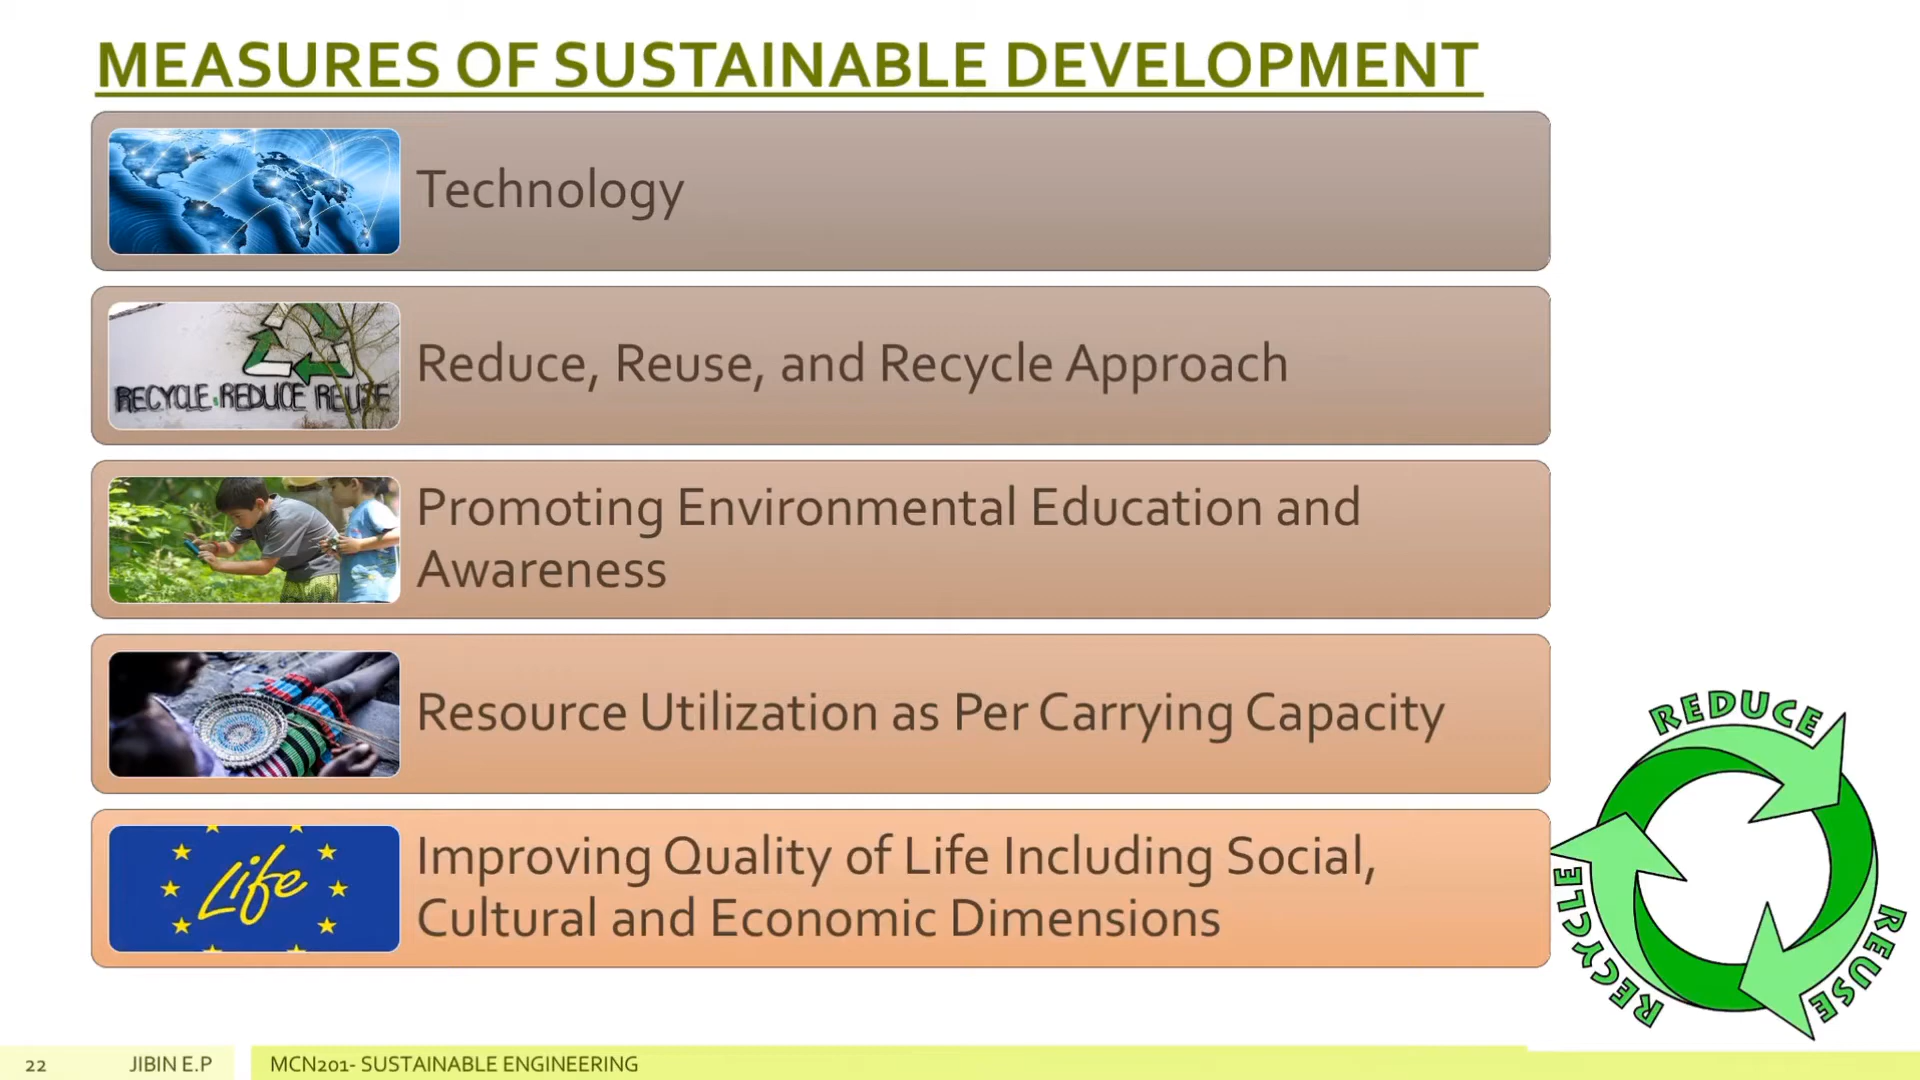 MEASURES OF SUSTAINABLE DEVELOPMENT
Technology
RECYCLE.REDUCE REUSE
Reduce, Reuse, and Recycle Approach
Promoting Environmental Education and
Awareness
Resource Utilization as Per Carrying Capacity
Life
Improving Quality of Life Including Social,
Cultural and Economic Dimensions
REDUCE
REUSE
RECYCLE
22
JIBIN E.P
MCN201- SUSTAINABLE ENGINEERING